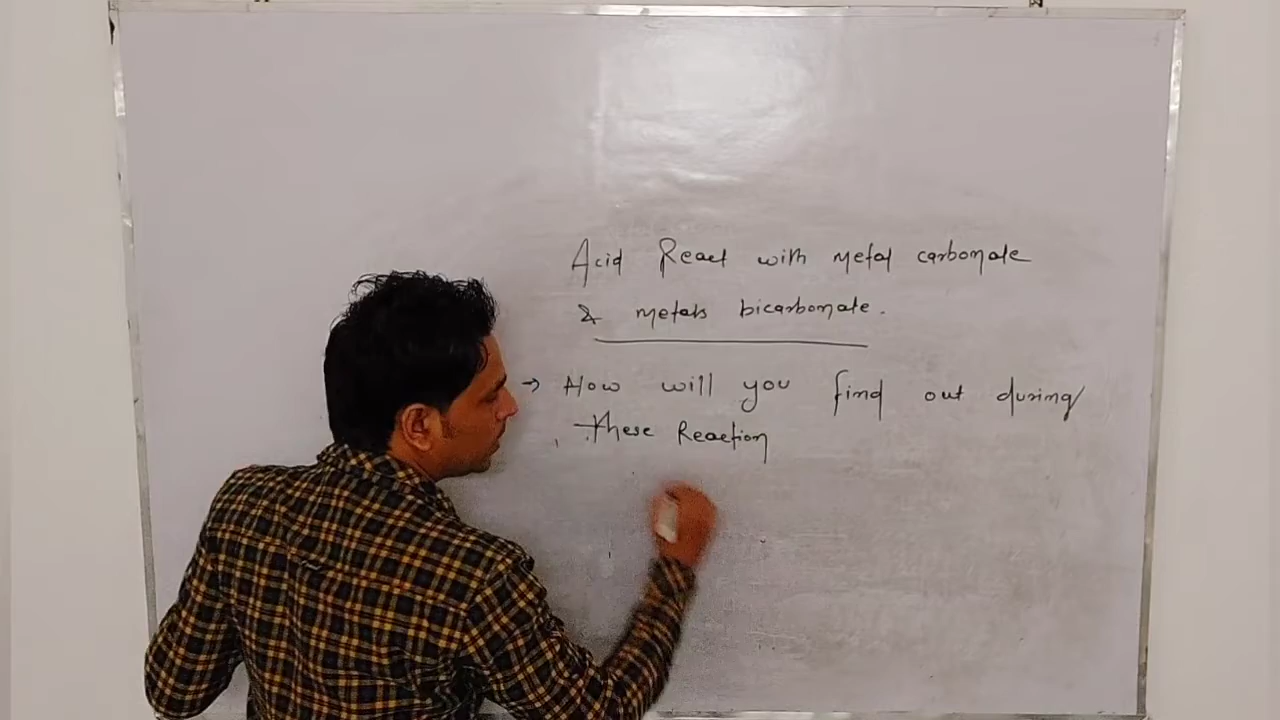 Acid React with metal carbonate
& metals bicarbonate.
→ How will you find out during
these Reaction